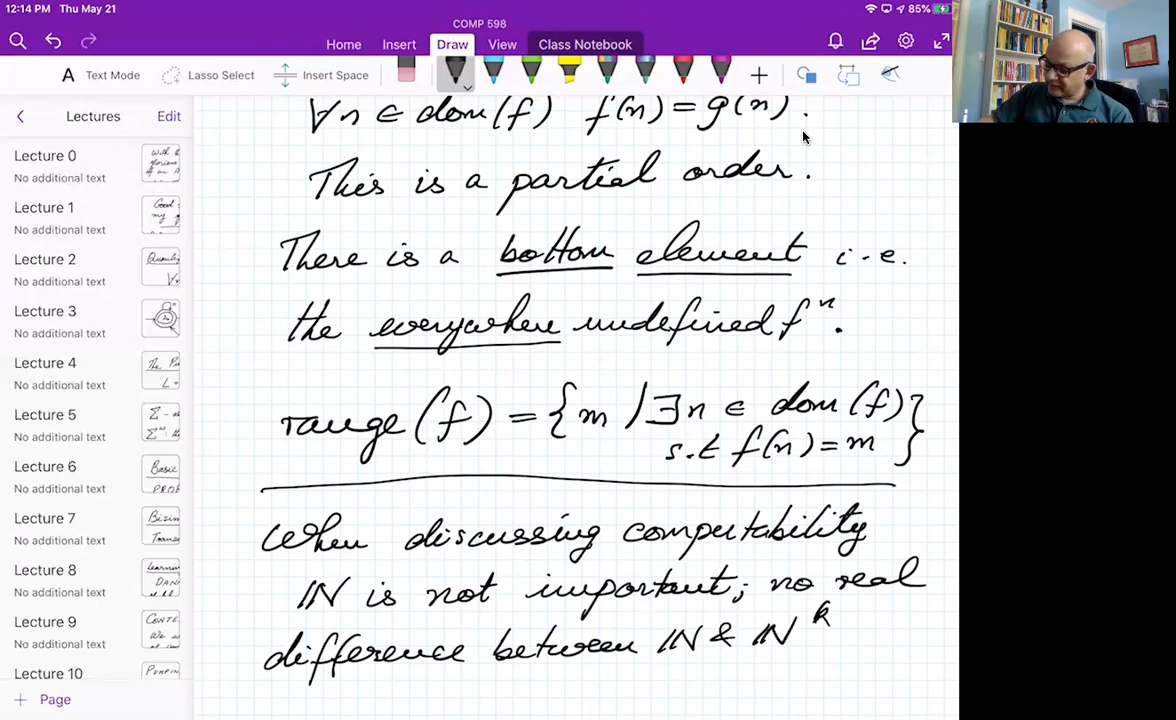 12:14 PM Thu May 21
85%
COMP 598
Home Insert Draw View Class Notebook
A Text Mode Lasso Select Insert Space
Lectures Edit
Lecture 0
No additional text
Lecture 1
No additional text
Lecture 2
No additional text
Lecture 3
No additional text
Lecture 4
No additional text
Lecture 5
No additional text
Lecture 6
No additional text
Lecture 7
No additional text
Lecture 8
No additional text
Lecture 9
No additional text
Lecture 10
+ Page
∀n ∈ dom(f) f(n) = g(n).
This is a partial order.
There is a bottom element i.e.
the everywhere undefined fⁿ.
range(f) = {m | ∃n ∈ dom(f)
s.t f(n) = m}
When discussing computability
ℕ is not important; no real
difference between ℕ & ℕᵏ